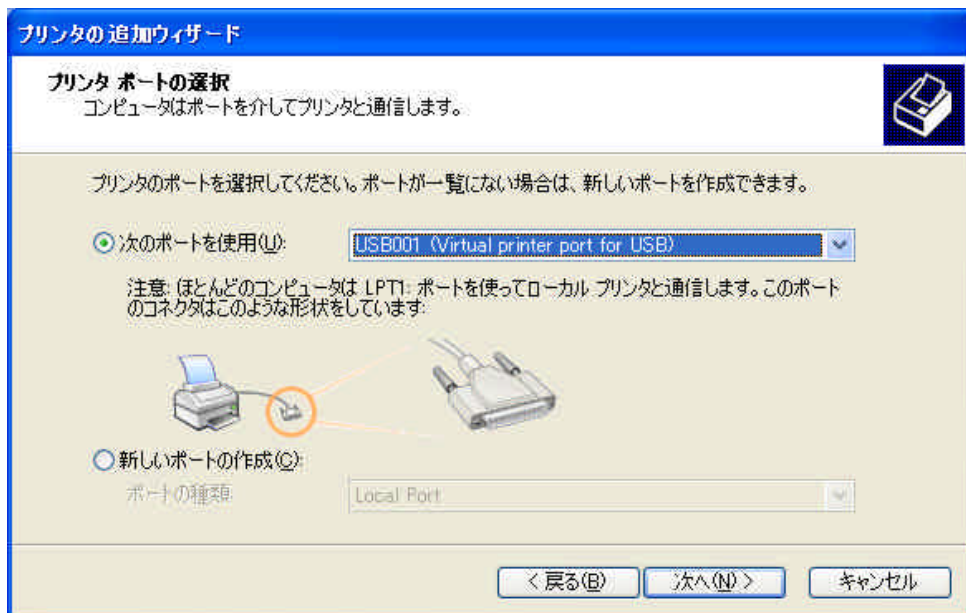 プリンタの追加ウィザード
プリンタ ポートの選択
コンピュータはポートを介してプリンタと通信します。
プリンタのポートを選択してください。ポートが一覧にない場合は、新しいポートを作成できます。
次のポートを使用(U): USB001 (Virtual printer port for USB)
注意: ほとんどのコンピュータは LPT1: ポートを使ってローカル プリンタと通信します。このポート
のコネクタはこのような形状をしています:
新しいポートの作成(C):
ポートの種類: Local Port
< 戻る(B) 次へ(N) > キャンセル